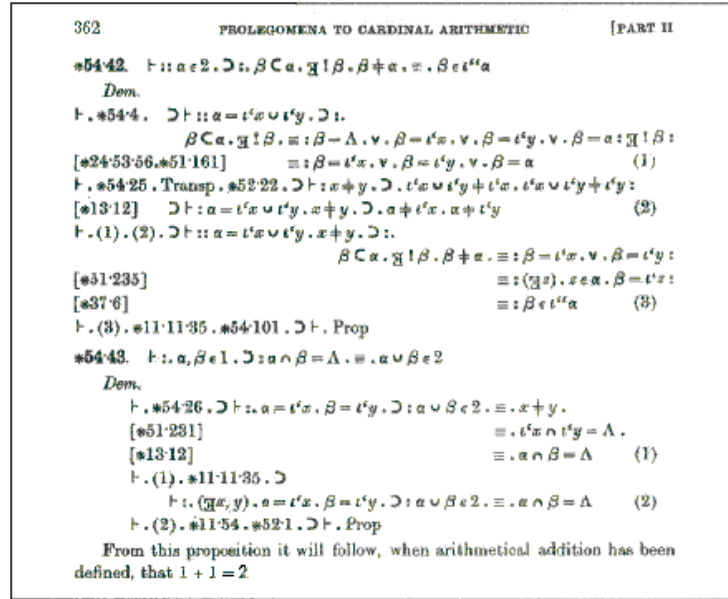 362 PROLEGOMENA TO CARDINAL ARITHMETIC [PART II
∗54·42. ⊢ :: α ϵ 2 . ⊃ :. β ⊂ α . ∃ ! β . β ≠ α . ≡ . β ϵ ι“α
Dem.
⊢ . ∗54·4. ⊃ ⊢ :: α = ι‘x ∪ ι‘y . ⊃ :.
β ⊂ α . ∃ ! β . ≡ : β = Λ . v . β = ι‘x . v . β = ι‘y . v . β = α : ∃ ! β :
[∗24·53·56.∗51·161] ≡ : β = ι‘x . v . β = ι‘y . v . β = α (1)
⊢ . ∗54·25 . Transp . ∗52·22 . ⊃ ⊢ : x ≠ y . ⊃ . ι‘x ∪ ι‘y ≠ ι‘x . ι‘x ∪ ι‘y ≠ ι‘y :
[∗13·12] ⊃ ⊢ : α = ι‘x ∪ ι‘y . x ≠ y . ⊃ . α ≠ ι‘x . α ≠ ι‘y (2)
⊢ . (1) . (2) . ⊃ ⊢ :: α = ι‘x ∪ ι‘y . x ≠ y . ⊃ :.
β ⊂ α . ∃ ! β . β ≠ α . ≡ : β = ι‘x . v . β = ι‘y :
[∗51·235] ≡ : (∃z) . z ϵ α . β = ι‘z :
[∗37·6] ≡ : β ϵ ι“α (3)
⊢ . (3) . ∗11·11·35 . ∗54·101 . ⊃ ⊢ . Prop
∗54·43. ⊢ :. α, β ϵ 1 . ⊃ : α ∩ β = Λ . ≡ . α ∪ β ϵ 2
Dem.
⊢ . ∗54·26 . ⊃ ⊢ :. α = ι‘x . β = ι‘y . ⊃ : α ∪ β ϵ 2 . ≡ . x ≠ y .
[∗51·231] ≡ . ι‘x ∩ ι‘y = Λ .
[∗13·12] ≡ . α ∩ β = Λ (1)
⊢ . (1) . ∗11·11·35 . ⊃
⊢ :. (∃x, y) . α = ι‘x . β = ι‘y . ⊃ : α ∪ β ϵ 2 . ≡ . α ∩ β = Λ (2)
⊢ . (2) . ∗11·54 . ∗52·1 . ⊃ ⊢ . Prop
From this proposition it will follow, when arithmetical addition has been
defined, that 1 + 1 = 2